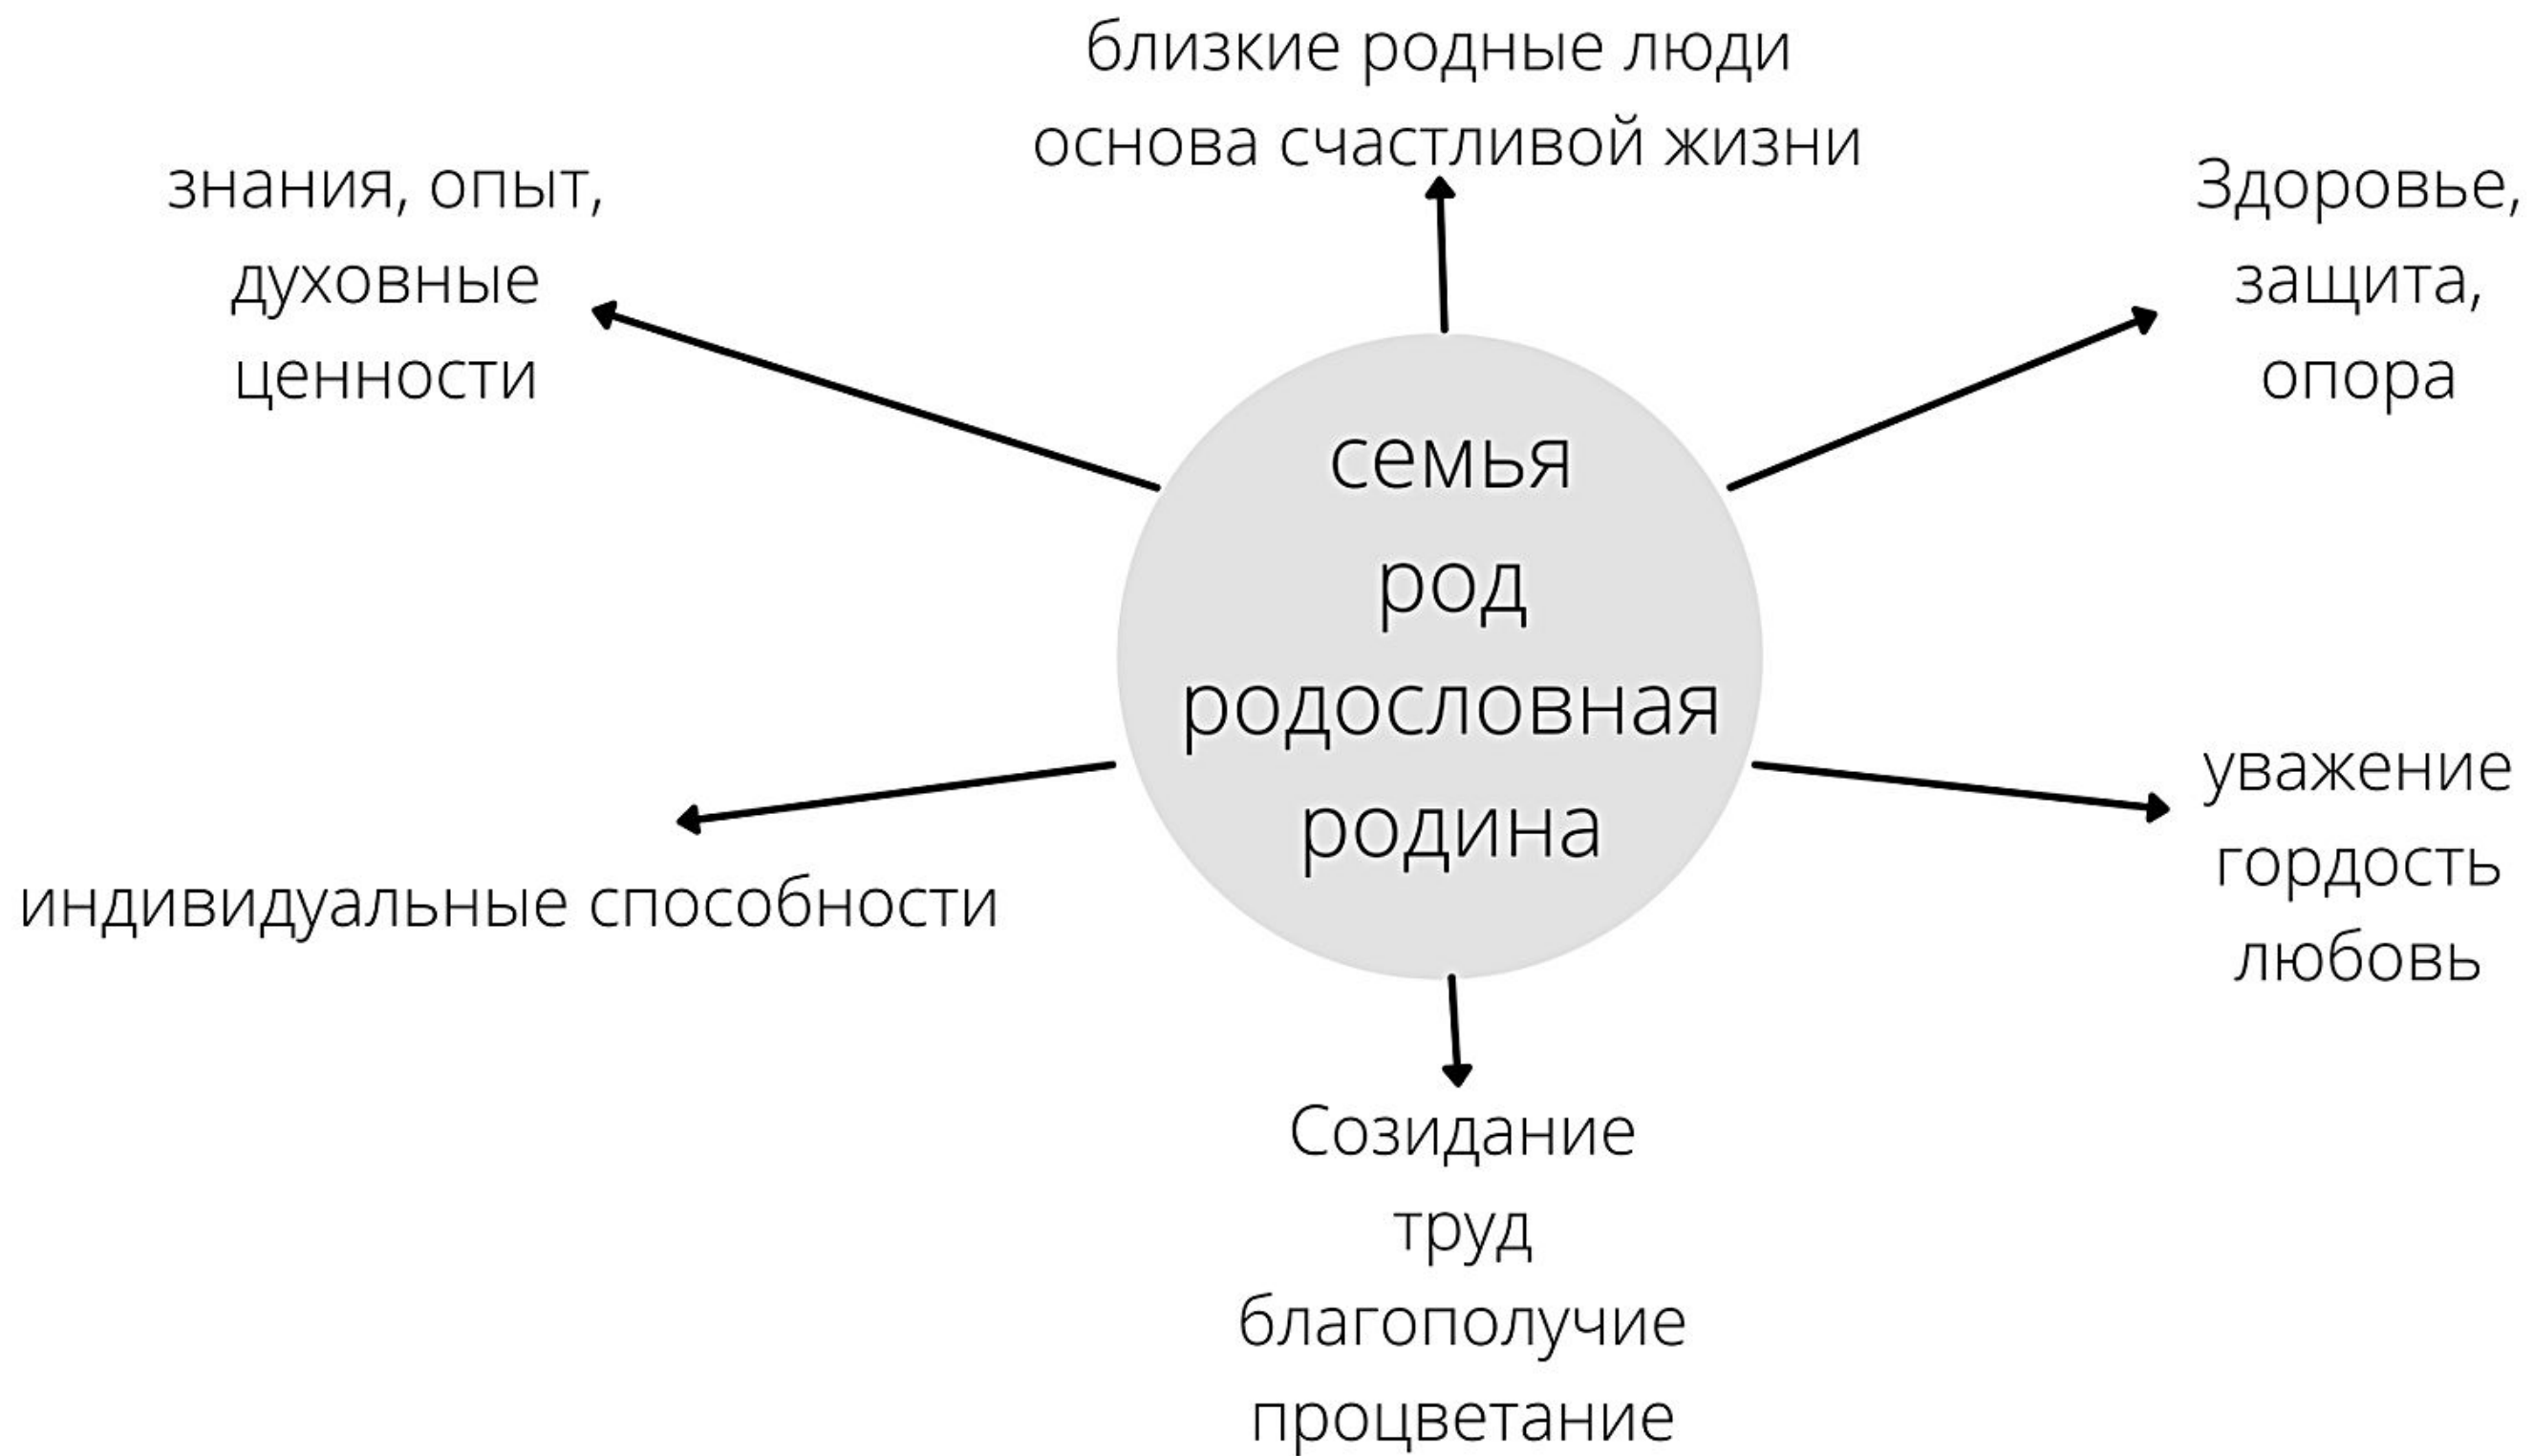 близкие родные люди
основа счастливой жизни
знания, опыт,
духовные
ценности
Здоровье,
защита,
опора
семья
род
родословная
родина
индивидуальные способности
уважение
гордость
любовь
Созидание
труд
благополучие
процветание